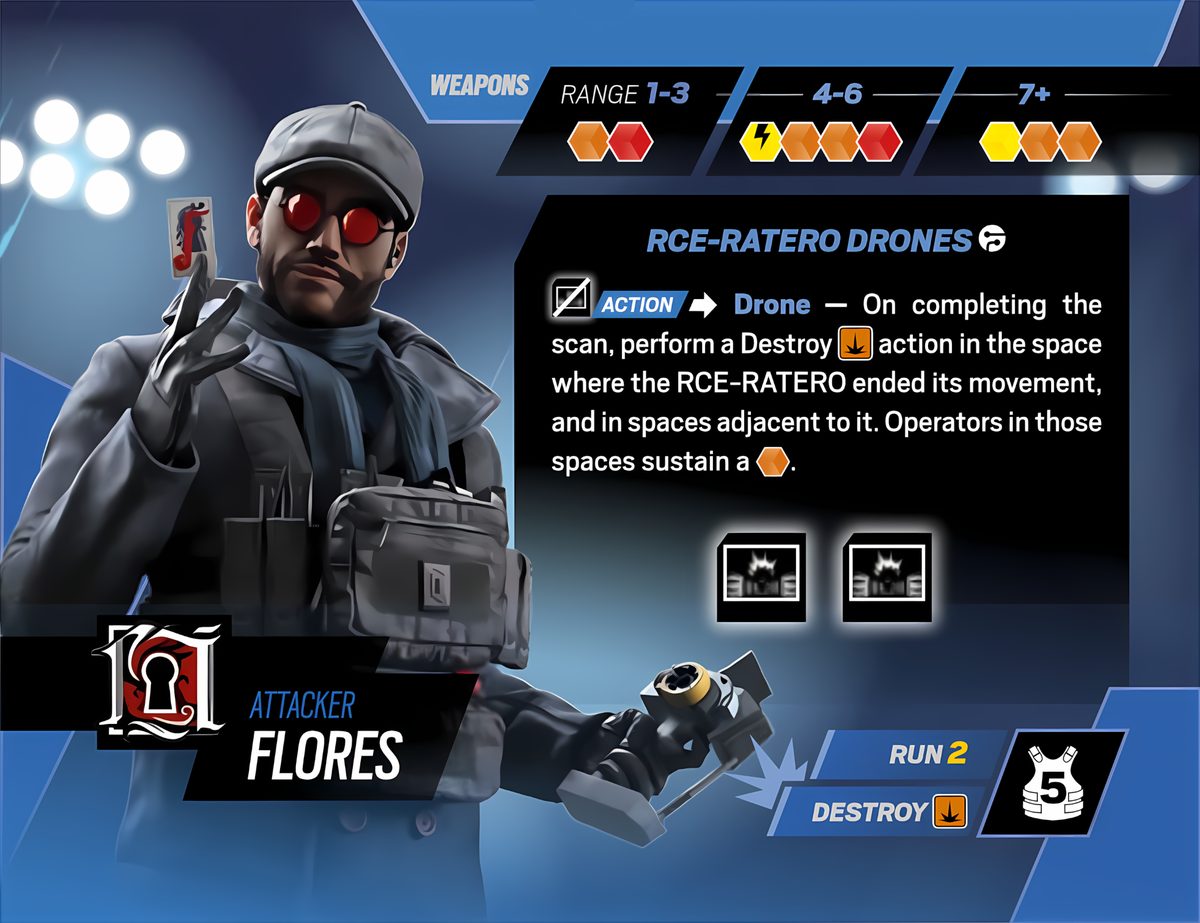 WEAPONS
RANGE 1-3
4-6
7+
RCE-RATERO DRONES
ACTION Drone — On completing the
scan, perform a Destroy action in the space
where the RCE-RATERO ended its movement,
and in spaces adjacent to it. Operators in those
spaces sustain a .
ATTACKER
FLORES
RUN 2
DESTROY
5